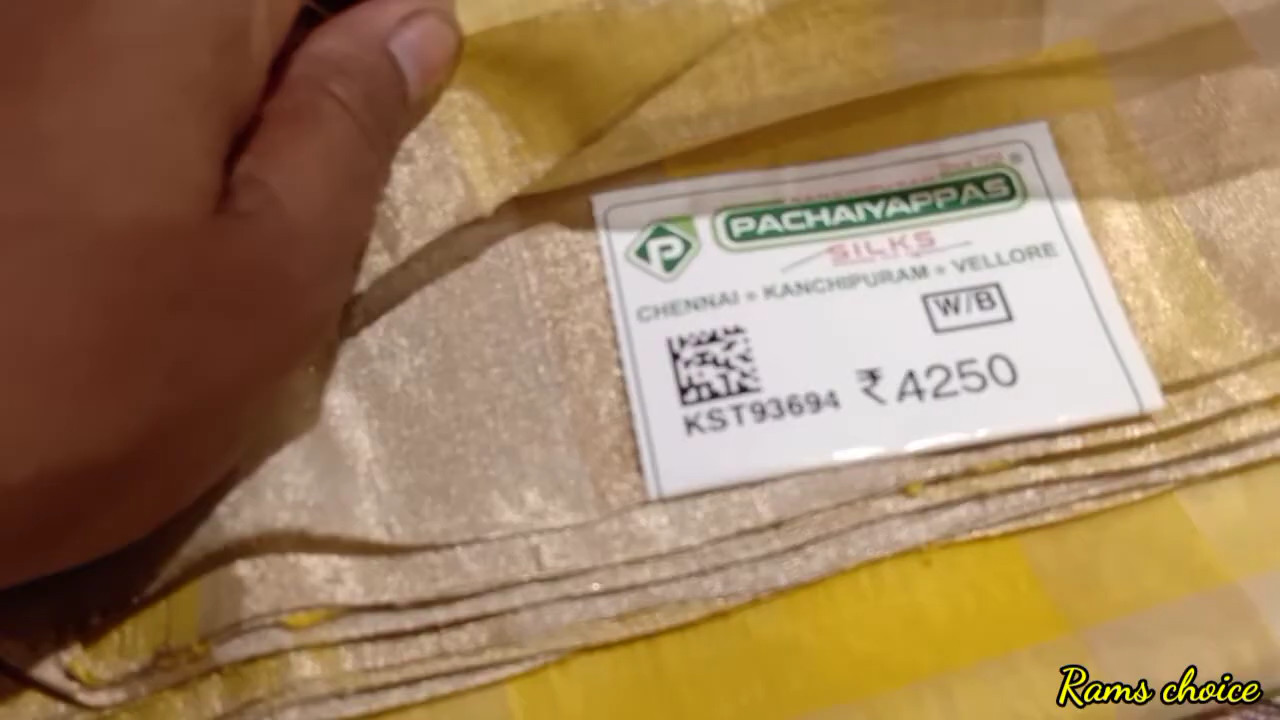 P
PACHAIYAPPAS
SILKS
CHENNAI KANCHIPURAM VELLORE
W/B
KST93694
₹4250
Rams choice